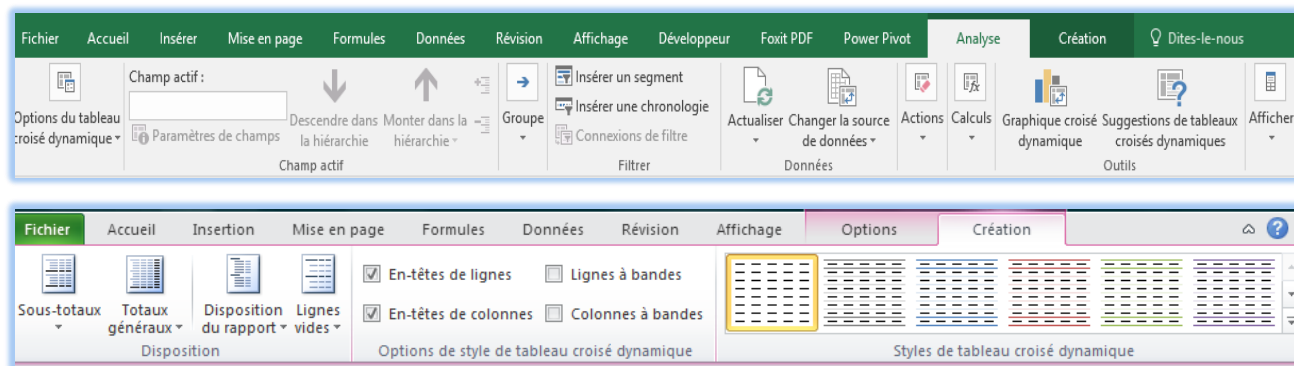 Fichier Accueil Insérer Mise en page Formules Données Révision Affichage Développeur Foxit PDF Power Pivot Analyse Création Dites-le-nous
Champ actif :
Options du tableau croisé dynamique
Paramètres de champs
Descendre dans la hiérarchie
Monter dans la hiérarchie
Champ actif
Groupe
Insérer un segment
Insérer une chronologie
Connexions de filtre
Filtrer
Actualiser
Changer la source de données
Données
Actions
Calculs
Graphique croisé dynamique
Suggestions de tableaux croisés dynamiques
Outils
Afficher
Fichier Accueil Insertion Mise en page Formules Données Révision Affichage Options Création
Sous-totaux
Totaux généraux
Disposition du rapport
Lignes vides
Disposition
En-têtes de lignes
Lignes à bandes
En-têtes de colonnes
Colonnes à bandes
Options de style de tableau croisé dynamique
Styles de tableau croisé dynamique